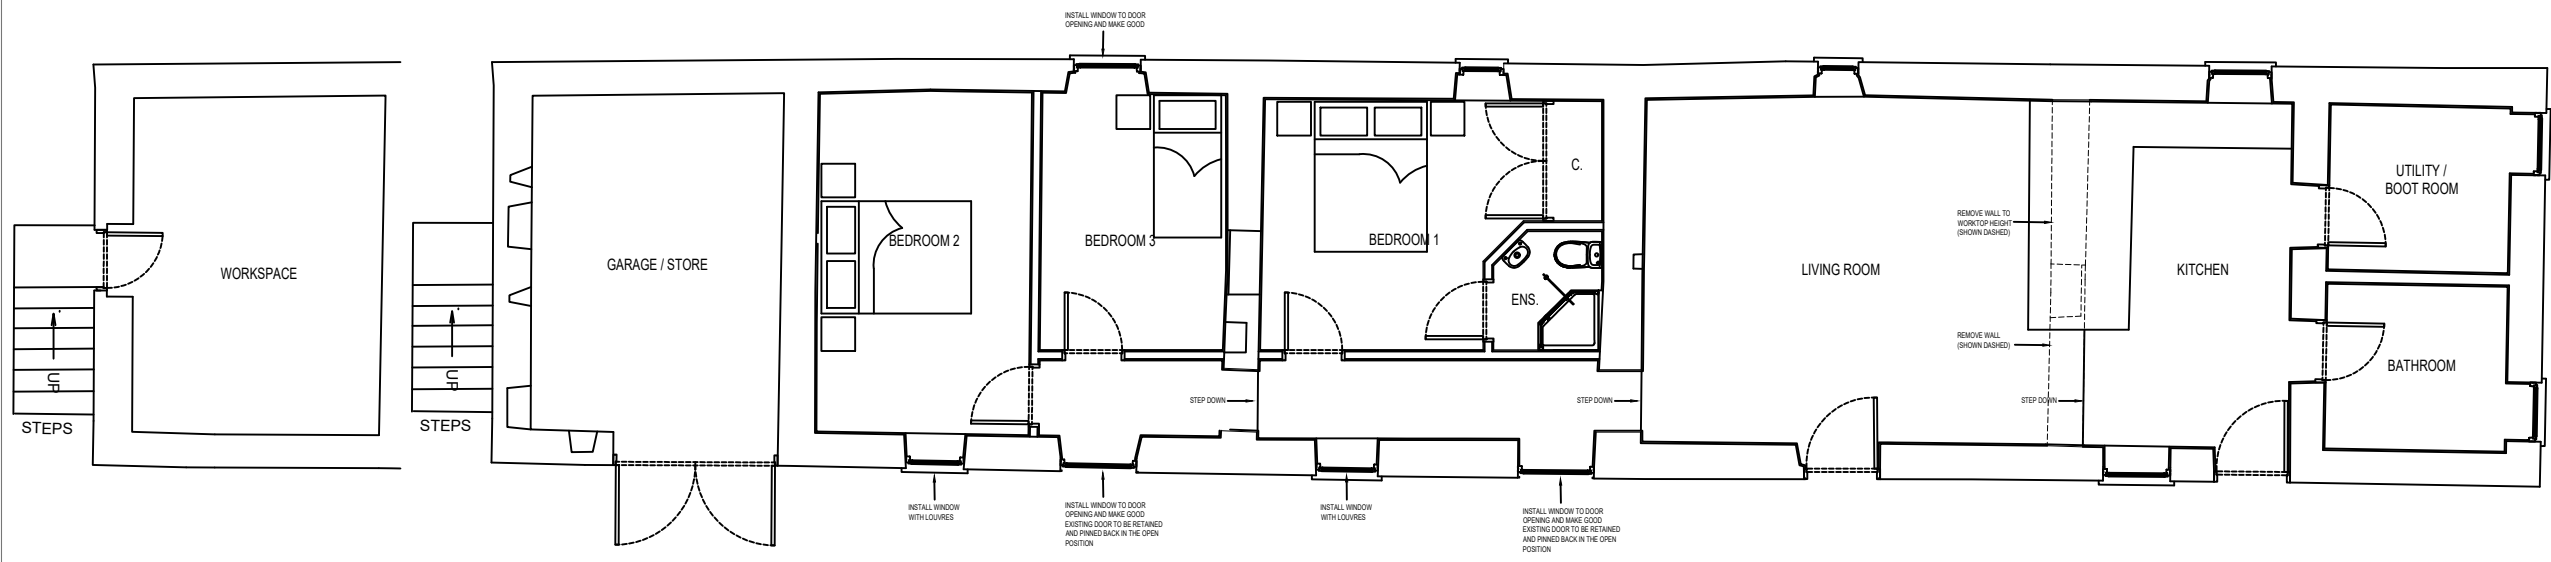 INSTALL WINDOW TO DOOR
OPENING AND MAKE GOOD
WORKSPACE
UP
STEPS
UP
STEPS
GARAGE / STORE
BEDROOM 2
BEDROOM 3
BEDROOM 1
C.
ENS.
LIVING ROOM
REMOVE WALL TO
WORKTOP HEIGHT
(SHOWN DASHED)
REMOVE WALL
(SHOWN DASHED)
KITCHEN
UTILITY /
BOOT ROOM
BATHROOM
STEP DOWN
STEP DOWN
STEP DOWN
INSTALL WINDOW
WITH LOUVRES
INSTALL WINDOW TO DOOR
OPENING AND MAKE GOOD
EXISTING DOOR TO BE RETAINED
AND PINNED BACK IN THE OPEN
POSITION
INSTALL WINDOW
WITH LOUVRES
INSTALL WINDOW TO DOOR
OPENING AND MAKE GOOD
EXISTING DOOR TO BE RETAINED
AND PINNED BACK IN THE OPEN
POSITION